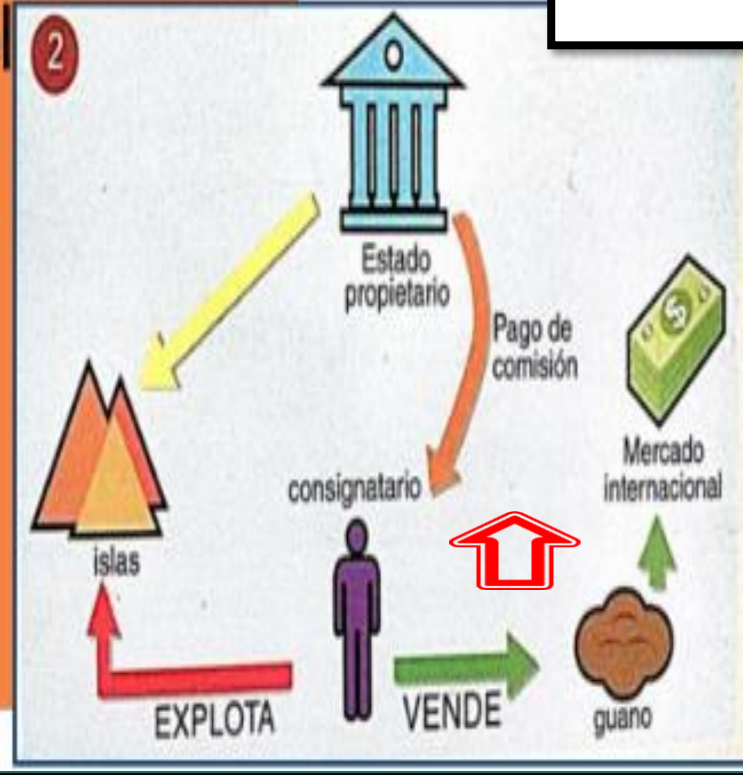 2
Estado
propietario
Pago de
comisión
Mercado
internacional
consignatario
islas
EXPLOTA
VENDE
guano
$